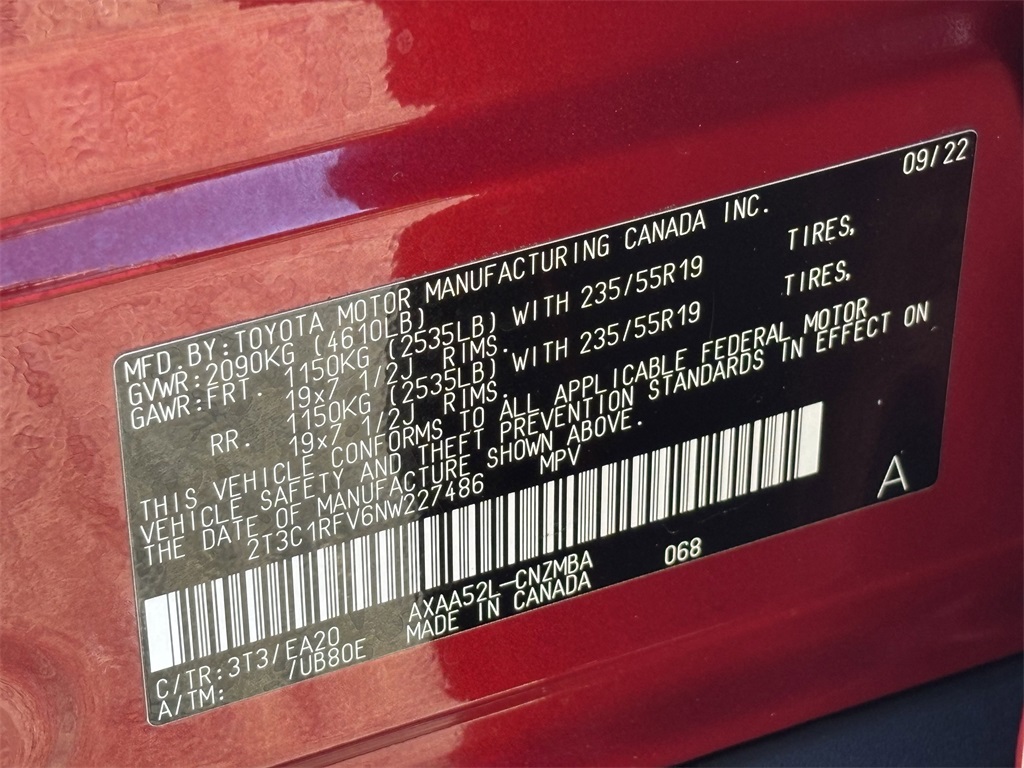 09/22
MFD.BY:TOYOTA MOTOR MANUFACTURING CANADA INC.
GVWR:2090KG (4610LB)
GAWR:FRT. 1150KG (2535LB) WITH 235/55R19 TIRES,
19x7 1/2J RIMS.
RR. 1150KG (2535LB) WITH 235/55R19 TIRES,
19x7 1/2J RIMS.
THIS VEHICLE CONFORMS TO ALL APPLICABLE FEDERAL MOTOR
VEHICLE SAFETY AND THEFT PREVENTION STANDARDS IN EFFECT ON
THE DATE OF MANUFACTURE SHOWN ABOVE.
2T3C1RFV6NW227486 MPV
A
AXAA52L-CNZMBA 068
C/TR:3T3/EA20 MADE IN CANADA
A/TM: /UB80E